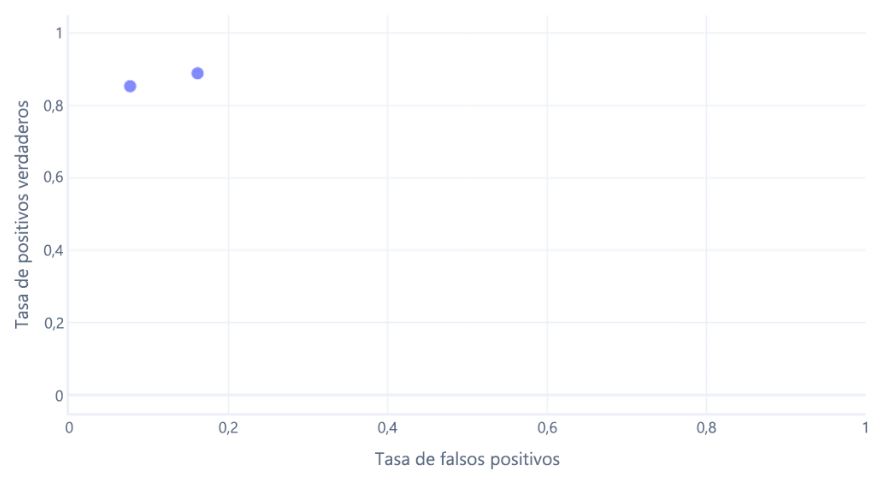 1
0,8
0,6
0,4
0,2
0
Tasa de positivos verdaderos
0 0,2 0,4 0,6 0,8 1
Tasa de falsos positivos